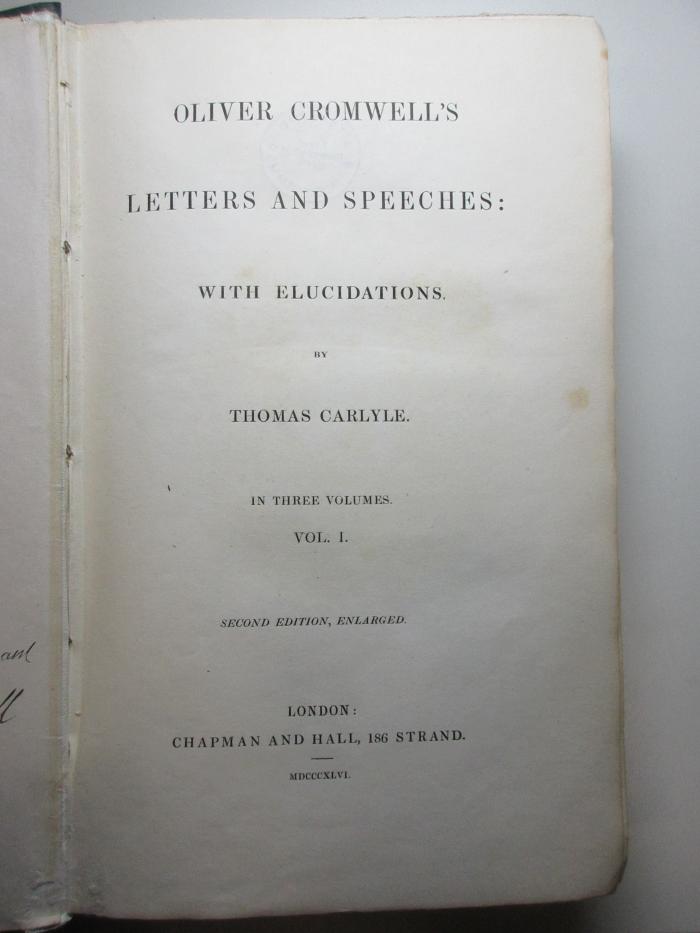 OLIVER CROMWELL'S
LETTERS AND SPEECHES:
WITH ELUCIDATIONS.
BY
THOMAS CARLYLE.
IN THREE VOLUMES.
VOL. I.
SECOND EDITION, ENLARGED.
LONDON:
CHAPMAN AND HALL, 186 STRAND.
MDCCCXLVI.